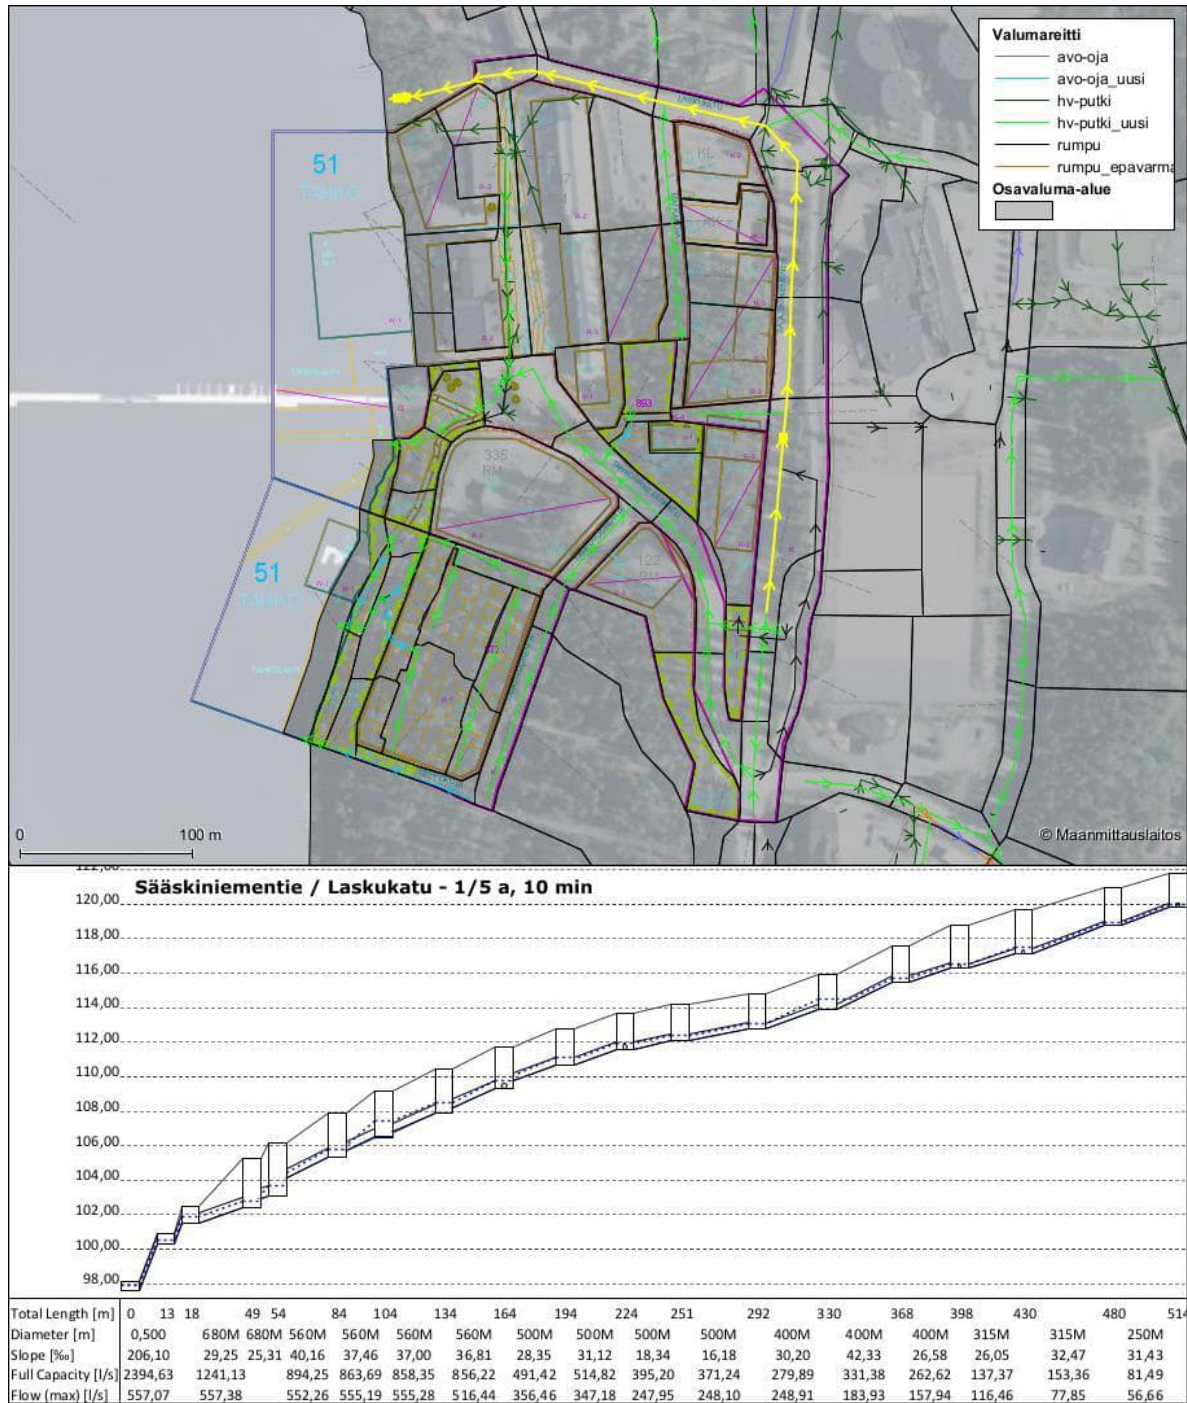 Valumareitti
avo-oja
avo-oja_uusi
hv-putki
hv-putki_uusi
rumpu
rumpu_epavarma
Osavaluma-alue
LASKUKATU
51
TAHKO
KL
893
335
RM
122
RM
51
0 100 m
© Maanmittauslaitos
Sääskiniementie / Laskukatu - 1/5 a, 10 min
122,00
120,00
118,00
116,00
114,00
112,00
110,00
108,00
106,00
104,00
102,00
100,00
98,00
Total Length [m] 0 13 18 49 54 84 104 134 164 194 224 251 292 330 368 398 430 480 514
Diameter [m] 0,500 680M 680M 560M 560M 560M 560M 500M 500M 500M 500M 400M 400M 400M 315M 315M 250M
Slope [‰] 206,10 29,25 25,31 40,16 37,46 37,00 36,81 28,35 31,12 18,34 16,18 30,20 42,33 26,58 26,05 32,47 31,43
Full Capacity [l/s] 2394,63 1241,13 894,25 863,69 858,35 856,22 491,42 514,82 395,20 371,24 279,89 331,38 262,62 137,37 153,36 81,49
Flow (max) [l/s] 557,07 557,38 552,26 555,19 555,28 516,44 356,46 347,18 247,95 248,10 248,91 183,93 157,94 116,46 77,85 56,66